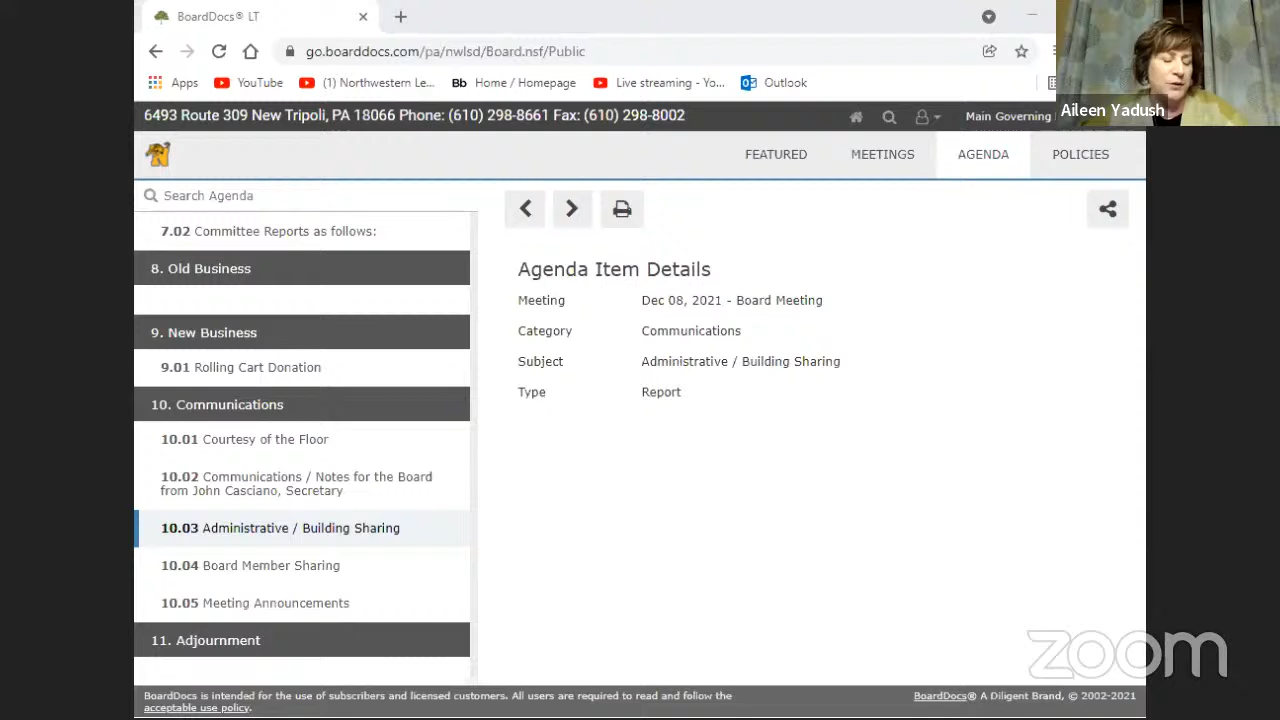 BoardDocs® LT
go.boarddocs.com/pa/nwlsd/Board.nsf/Public
Apps
YouTube
(1) Northwestern Le...
Bb Home / Homepage
Live streaming - Yo...
Outlook
Aileen Yadush
6493 Route 309 New Tripoli, PA 18066 Phone: (610) 298-8661 Fax: (610) 298-8002
Main Governing
FEATURED
MEETINGS
AGENDA
POLICIES
Search Agenda
7.02 Committee Reports as follows:
8. Old Business
9. New Business
9.01 Rolling Cart Donation
10. Communications
10.01 Courtesy of the Floor
10.02 Communications / Notes for the Board
from John Casciano, Secretary
10.03 Administrative / Building Sharing
10.04 Board Member Sharing
10.05 Meeting Announcements
11. Adjournment
Agenda Item Details
Meeting Dec 08, 2021 - Board Meeting
Category Communications
Subject Administrative / Building Sharing
Type Report
zoom
BoardDocs is intended for the use of subscribers and licensed customers. All users are required to read and follow the
acceptable use policy.
BoardDocs® A Diligent Brand, © 2002-2021